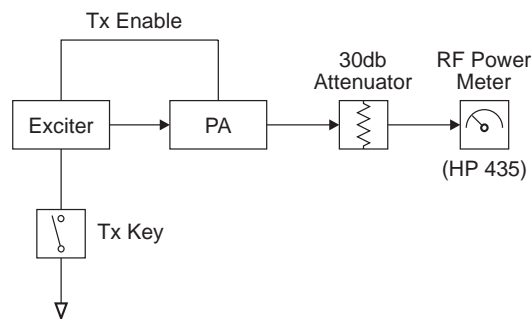 Tx Enable
30db
Attenuator
RF Power
Meter
Exciter
PA
(HP 435)
Tx Key